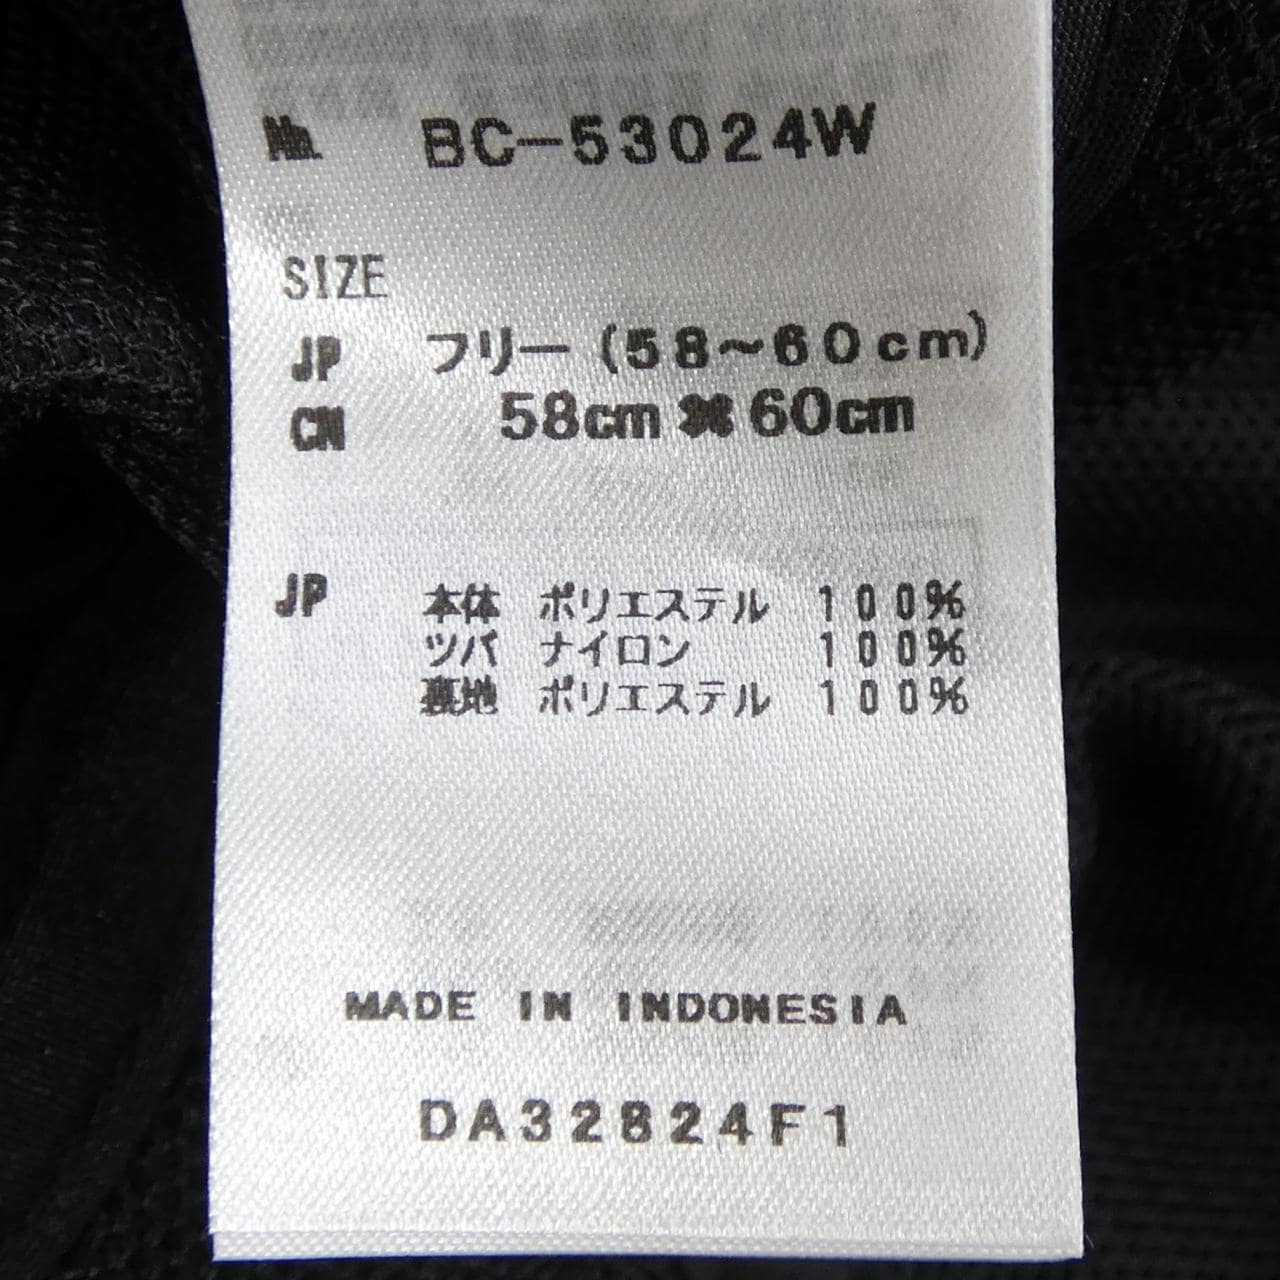 No. BC-53024W
SIZE
JP フリー(58~60cm)
CN 58cm 60cm
JP 本体 ポリエステル 100%
ツバ ナイロン 100%
裏地 ポリエステル 100%
MADE IN INDONESIA
DA32824F1